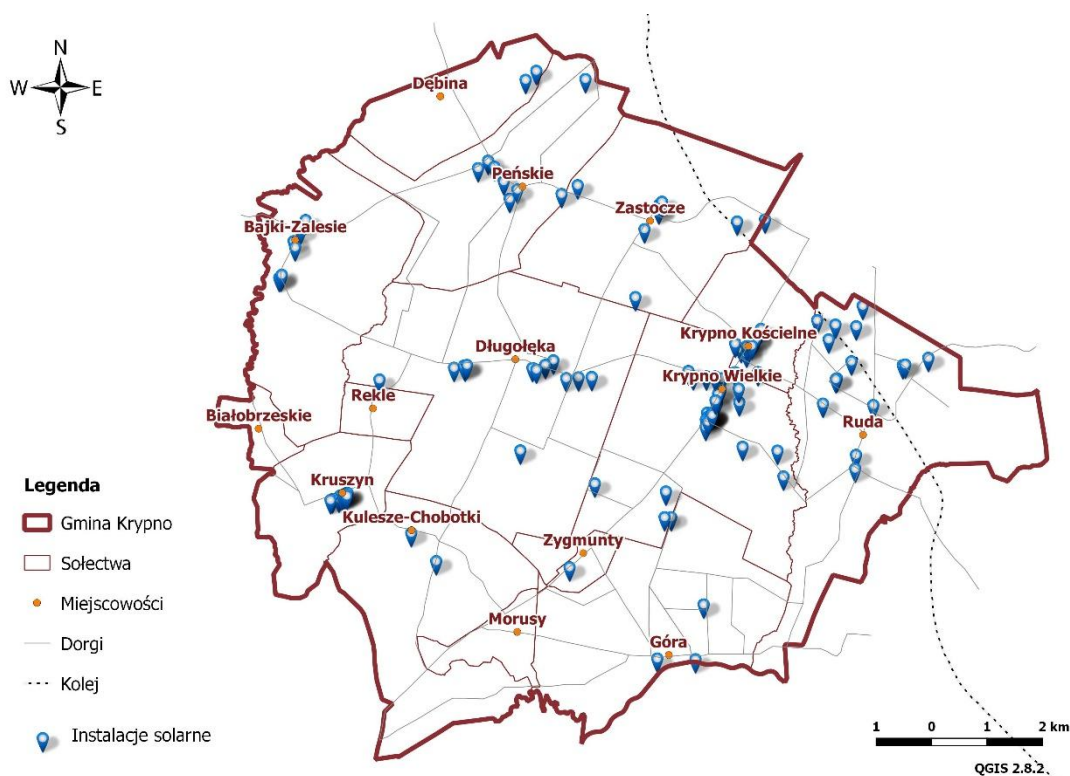 N
W E
S
Dębina
Peńskie
Zastocze
Bajki-Zalesie
Krypno Kościelne
Długołęka
Krypno Wielkie
Rekle
Białobrzeskie
Ruda
Kruszyn
Kulesze-Chobotki
Zygmunty
Morusy
Góra
Legenda
Gmina Krypno
Sołectwa
Miejscowości
Dorgi
Kolej
Instalacje solarne
1 0 1 2 km
QGIS 2.8.2